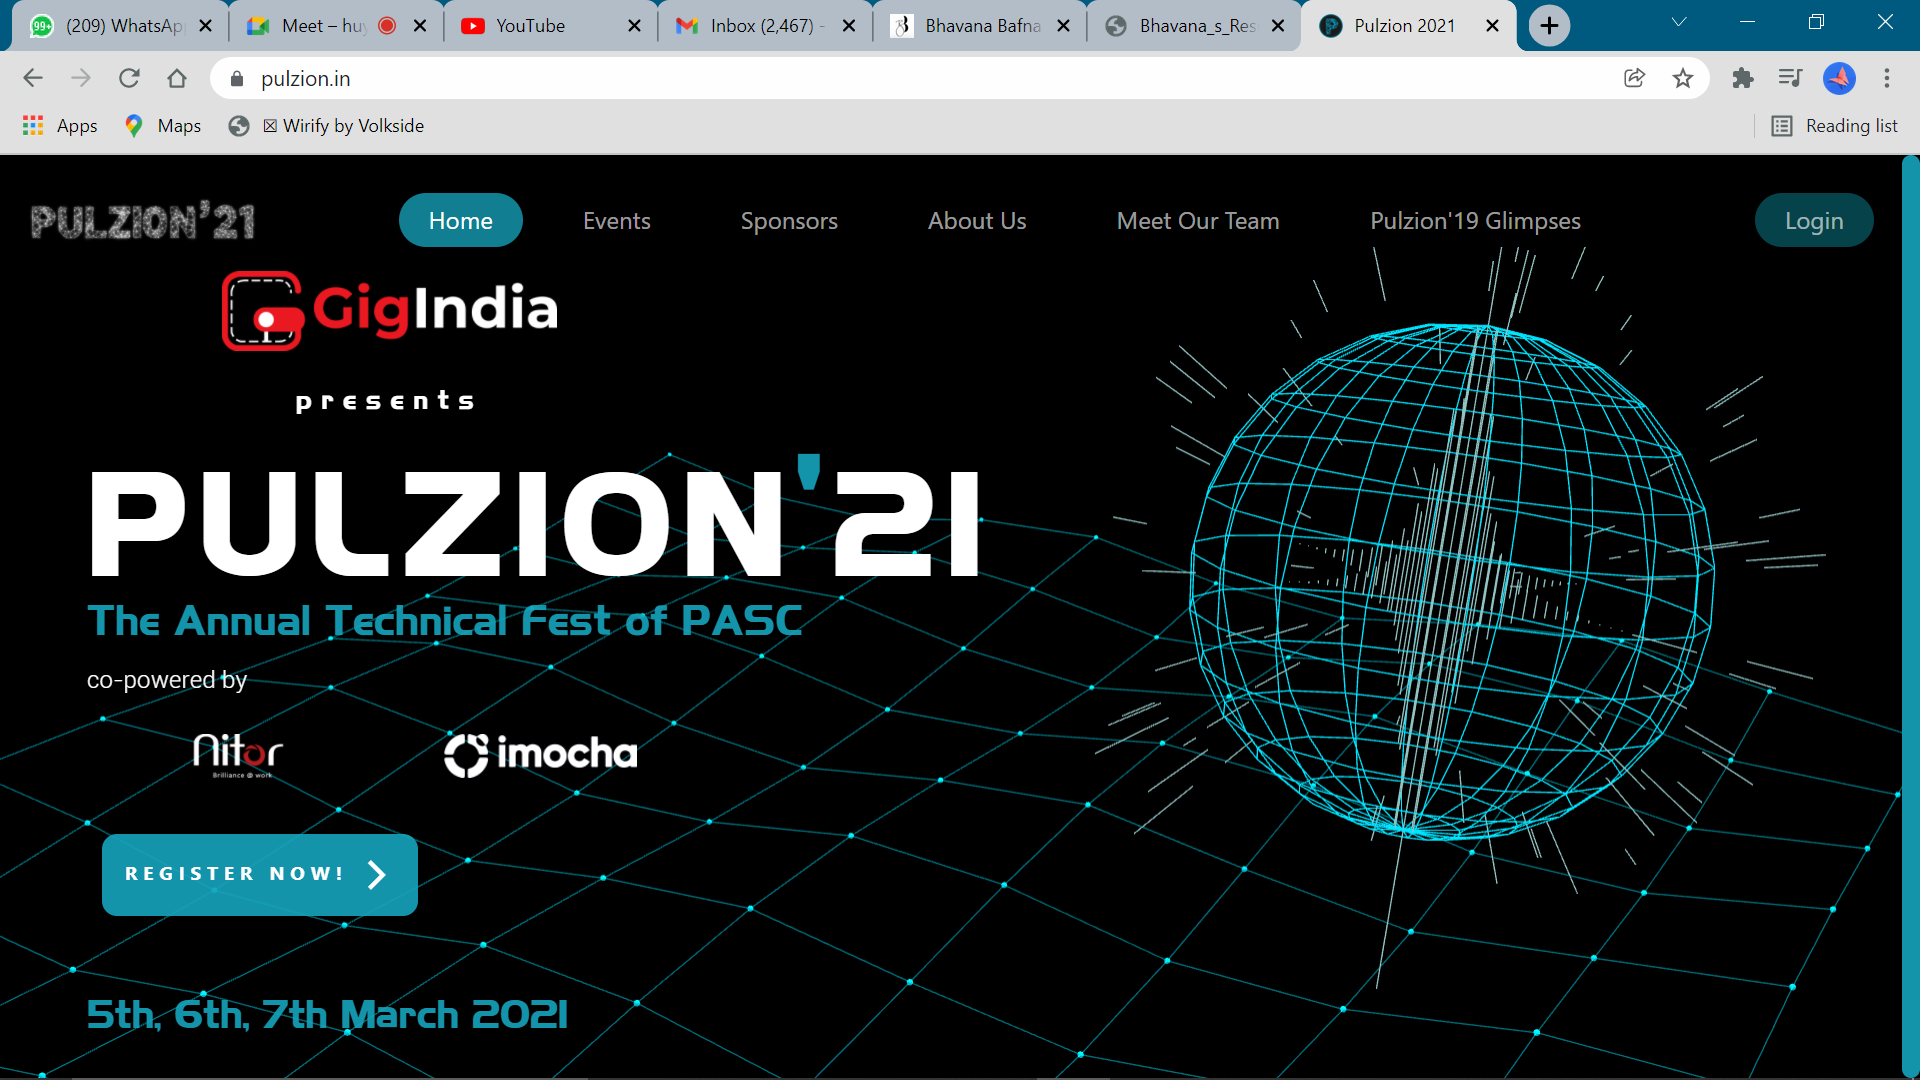 99+ (209) WhatsAp
Meet – huy
YouTube
Inbox (2,467) -
Bhavana Bafna
Bhavana_s_Res
Pulzion 2021
pulzion.in
Apps
Maps
☒ Wirify by Volkside
Reading list
PULZION'21
Home
Events
Sponsors
About Us
Meet Our Team
Pulzion'19 Glimpses
Login
GigIndia
presents
PULZION'21
The Annual Technical Fest of PASC
co-powered by
Nitor
Brilliance @ work
imocha
REGISTER NOW!
5th, 6th, 7th March 2021